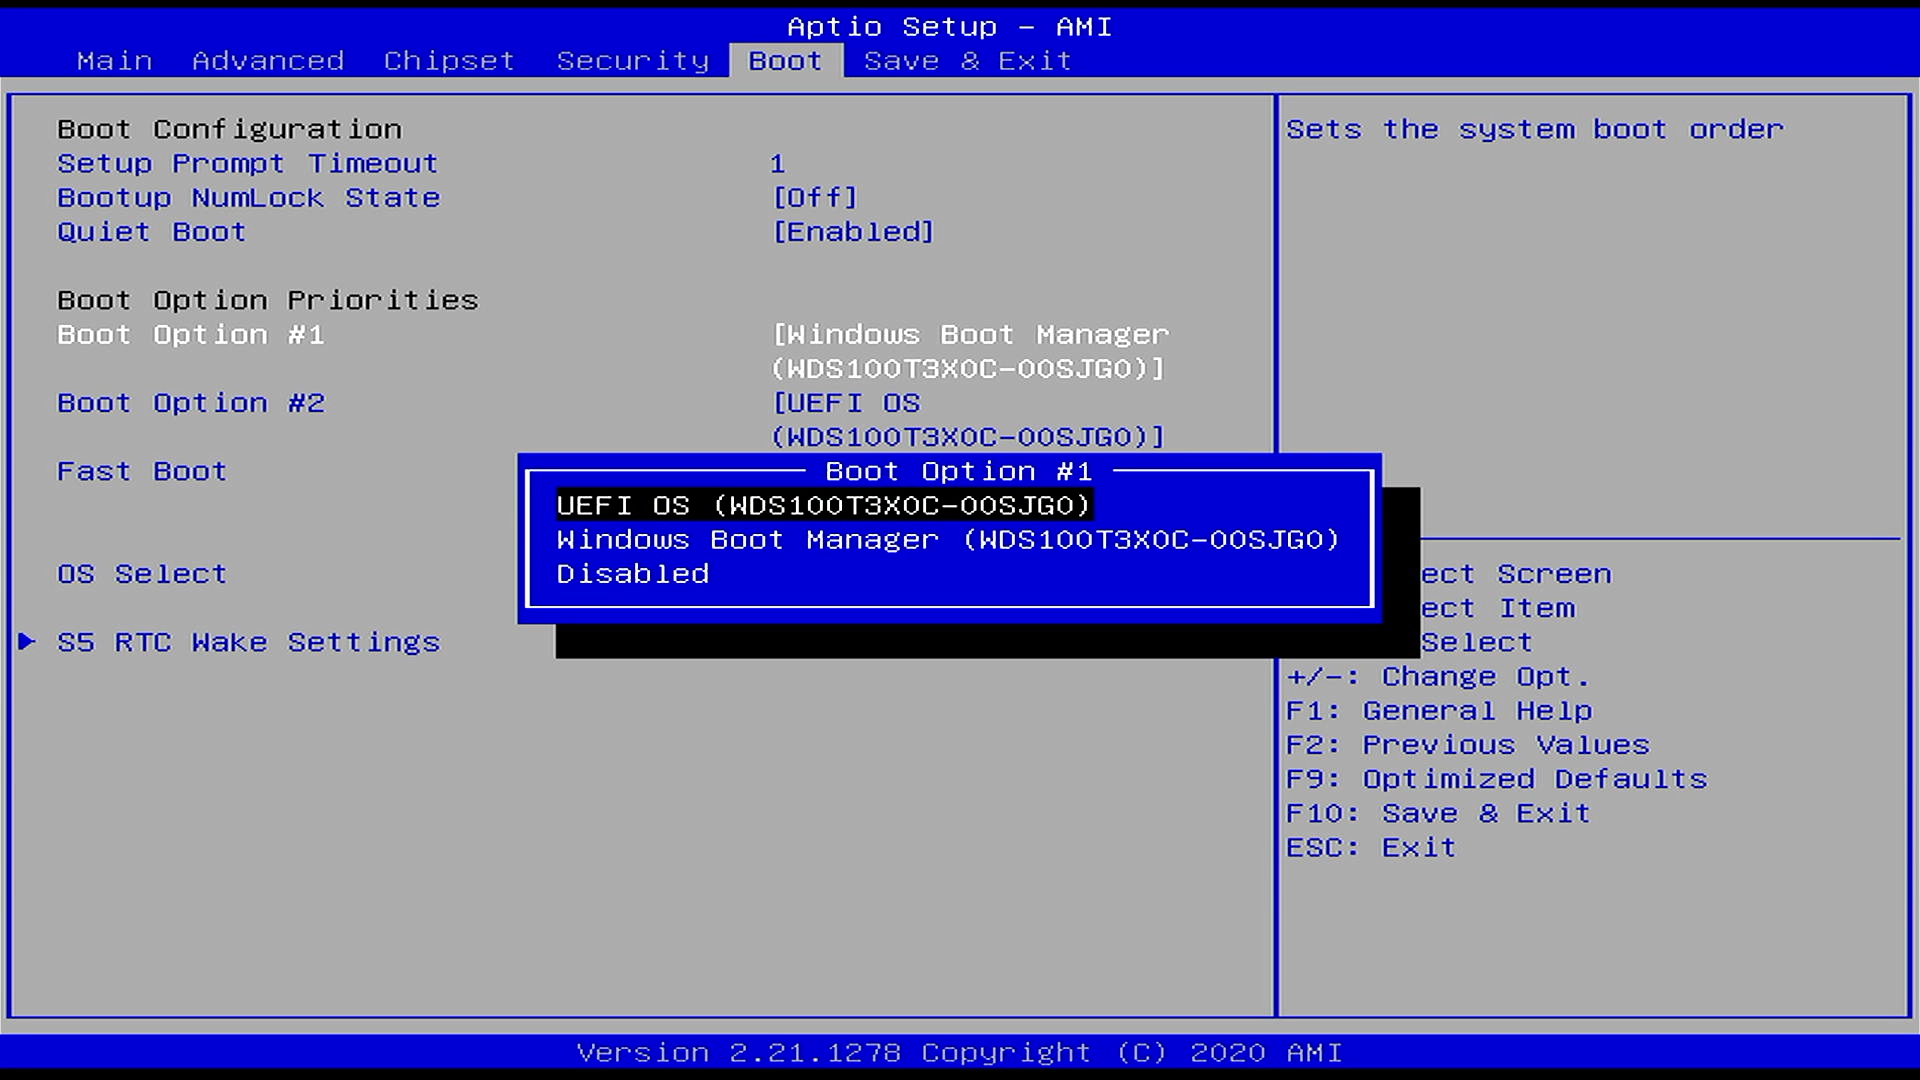 Aptio Setup - AMI
Main Advanced Chipset Security Boot Save & Exit
Boot Configuration
Setup Prompt Timeout 1
Bootup NumLock State [Off]
Quiet Boot [Enabled]
Boot Option Priorities
Boot Option #1 [Windows Boot Manager
(WDS100T3X0C-00SJG0)]
Boot Option #2 [UEFI OS
(WDS100T3X0C-00SJG0)]
Fast Boot
OS Select
S5 RTC Wake Settings
Boot Option #1
UEFI OS (WDS100T3X0C-00SJG0)
Windows Boot Manager (WDS100T3X0C-00SJG0)
Disabled
Sets the system boot order
ect Screen
ect Item
Select
+/-: Change Opt.
F1: General Help
F2: Previous Values
F9: Optimized Defaults
F10: Save & Exit
ESC: Exit
Version 2.21.1278 Copyright (C) 2020 AMI